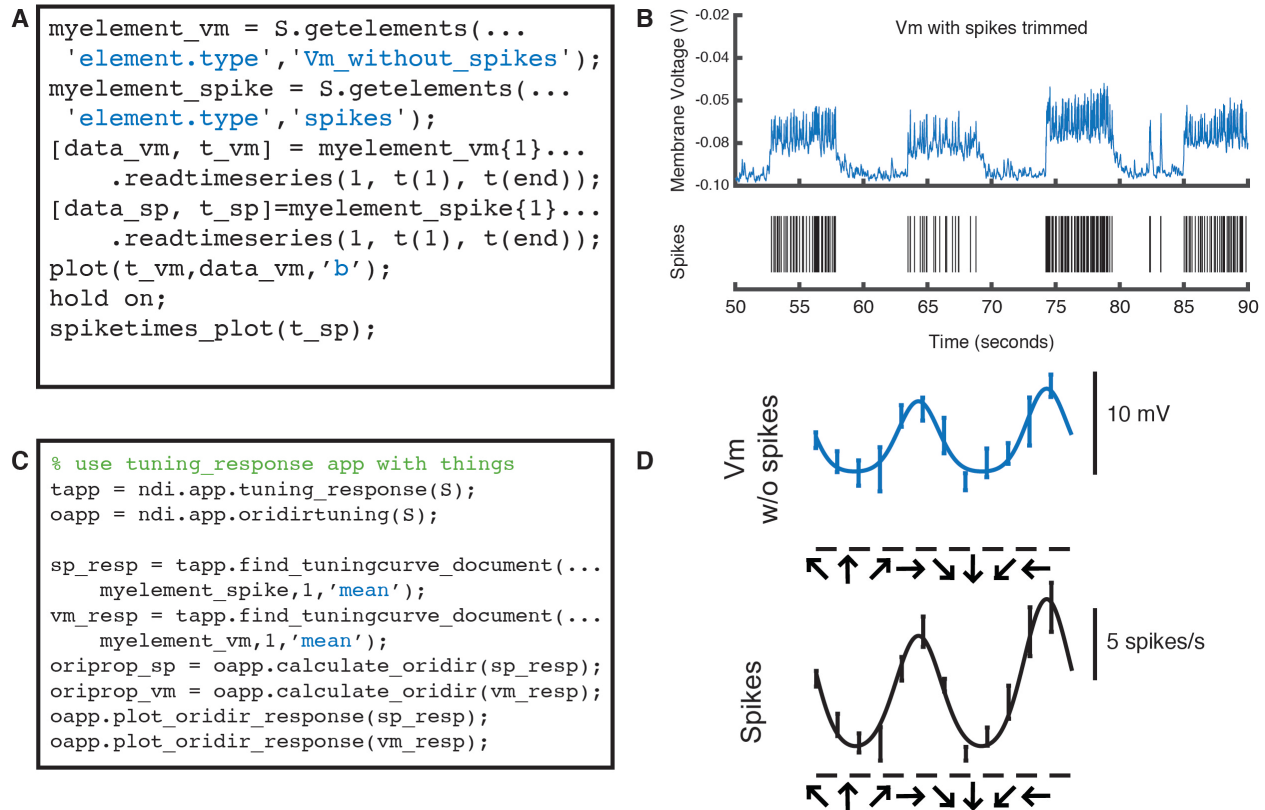 A
myelement_vm = S.getelements(...
'element.type','Vm_without_spikes');
myelement_spike = S.getelements(...
'element.type','spikes');
[data_vm, t_vm] = myelement_vm{1}...
.readtimeseries(1, t(1), t(end));
[data_sp, t_sp]=myelement_spike{1}...
.readtimeseries(1, t(1), t(end));
plot(t_vm,data_vm,’b’);
hold on;
spiketimes_plot(t_sp);
B
Vm with spikes trimmed
Membrane Voltage (V)
-0.02
-0.04
-0.05
-0.08
-0.10
Spikes
50 55 60 65 70 75 80 85 90
Time (seconds)
C
% use tuning_response app with things
tapp = ndi.app.tuning_response(S);
oapp = ndi.app.oridirtuning(S);
sp_resp = tapp.find_tuningcurve_document(...
myelement_spike,1,’mean’);
vm_resp = tapp.find_tuningcurve_document(...
myelement_vm,1,’mean’);
oriprop_sp = oapp.calculate_oridir(sp_resp);
oriprop_vm = oapp.calculate_oridir(vm_resp);
oapp.plot_oridir_response(sp_resp);
oapp.plot_oridir_response(vm_resp);
D
Vm
w/o spikes
10 mV
Spikes
5 spikes/s